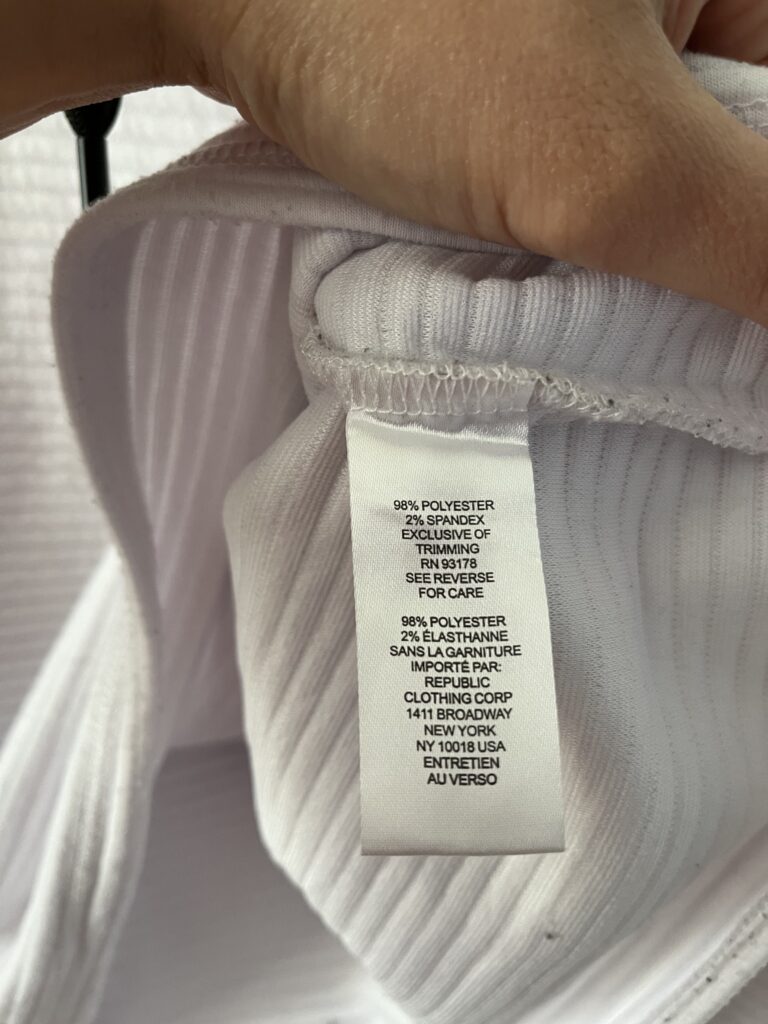 98% POLYESTER
2% SPANDEX
EXCLUSIVE OF
TRIMMING
RN 93178
SEE REVERSE
FOR CARE
98% POLYESTER
2% ÉLASTHANNE
SANS LA GARNITURE
IMPORTÉ PAR:
REPUBLIC
CLOTHING CORP
1411 BROADWAY
NEW YORK
NY 10018 USA
ENTRETIEN
AU VERSO